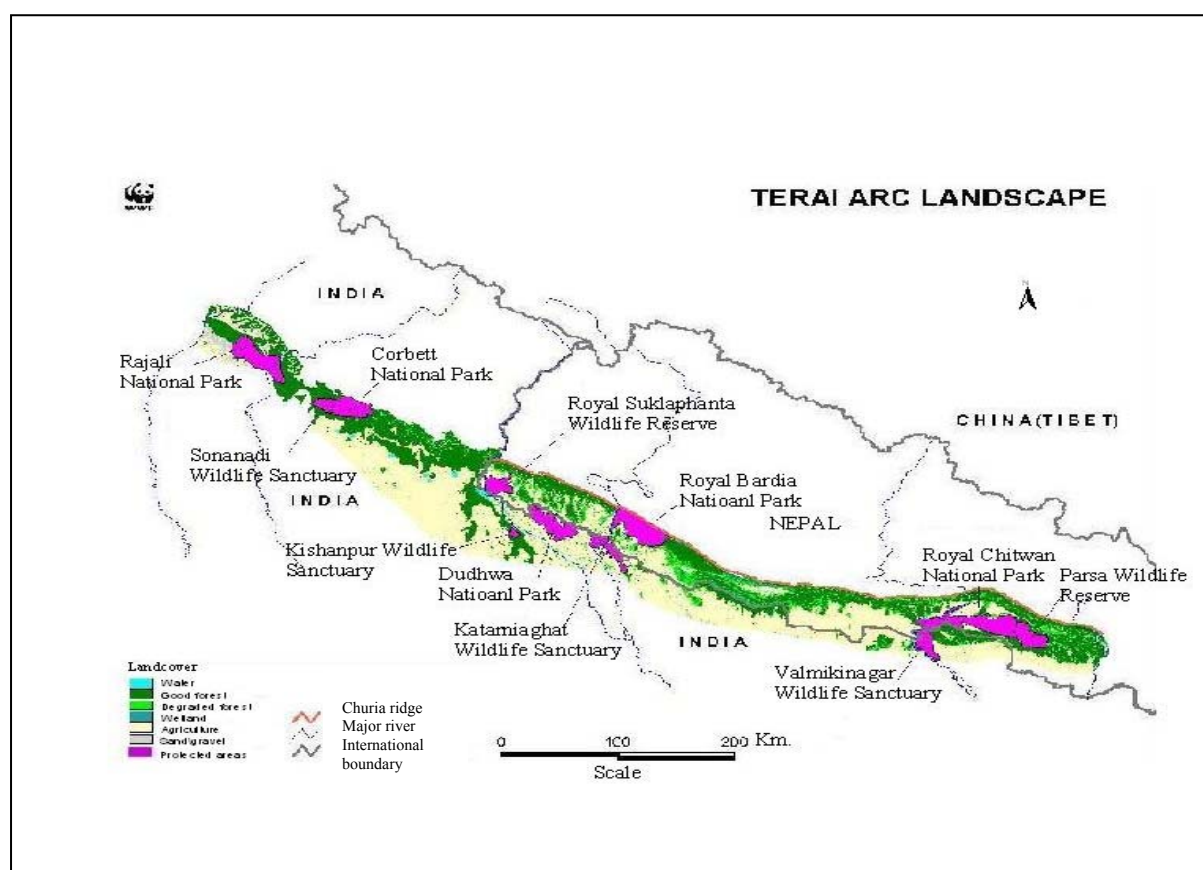 TERAI ARC LANDSCAPE
N
INDIA
Rajali
National Park
Corbett
National Park
Royal Suklaphanta
Wildlife Reserve
CHINA(TIBET)
Sonanadi
Wildlife Sanctuary
INDIA
Royal Bardia
Natioanl Park
NEPAL
Kishanpur Wildlife
Sanctuary
Royal Chitwan
National Park
Parsa Wildlife
Reserve
Dudhwa
Natioanl Park
Katarniaghat
Wildlife Sanctuary
INDIA
Valmikinagar
Wildlife Sanctuary
Landcover
Water
Good forest
Degraded forest
Wetland
Agriculture
Sand/gravel
Protected areas
Churia ridge
Major river
International
boundary
0 100 200 Km.
Scale